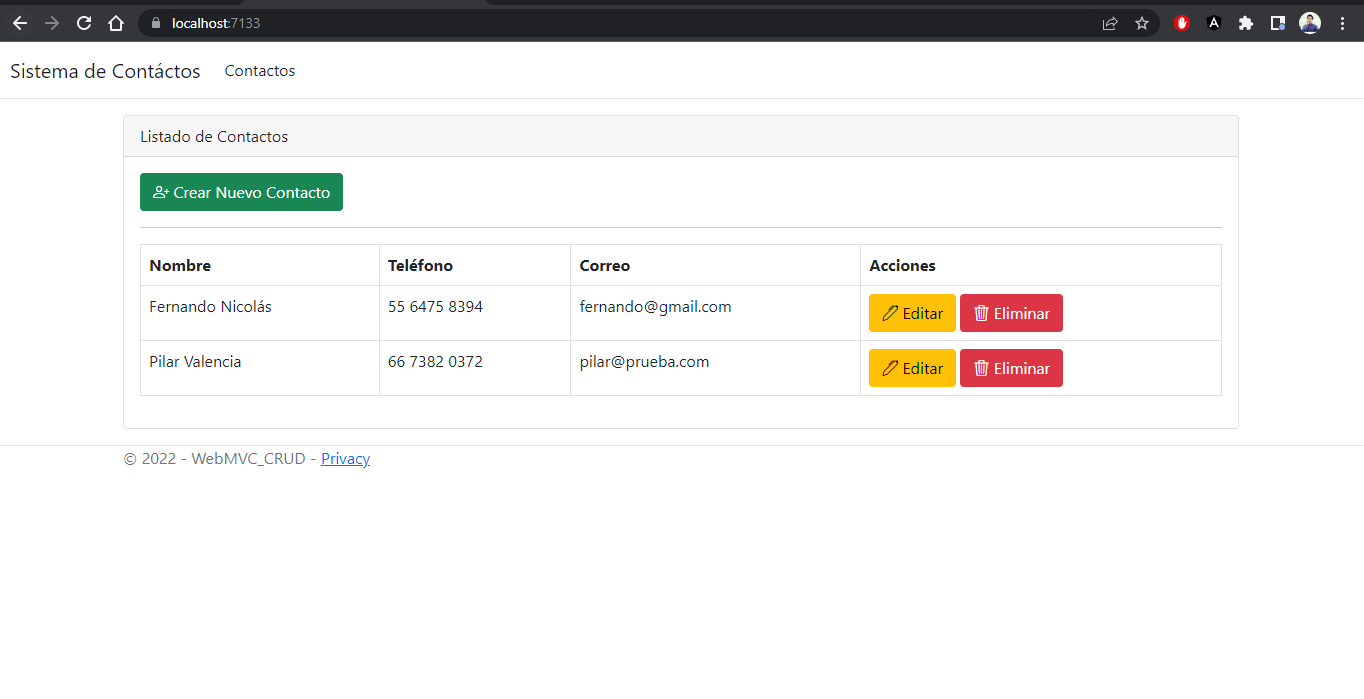 localhost:7133
Sistema de Contáctos Contactos
Listado de Contactos
Crear Nuevo Contacto
Nombre Teléfono Correo Acciones
Fernando Nicolás 55 6475 8394 fernando@gmail.com Editar Eliminar
Pilar Valencia 66 7382 0372 pilar@prueba.com Editar Eliminar
© 2022 - WebMVC_CRUD - Privacy